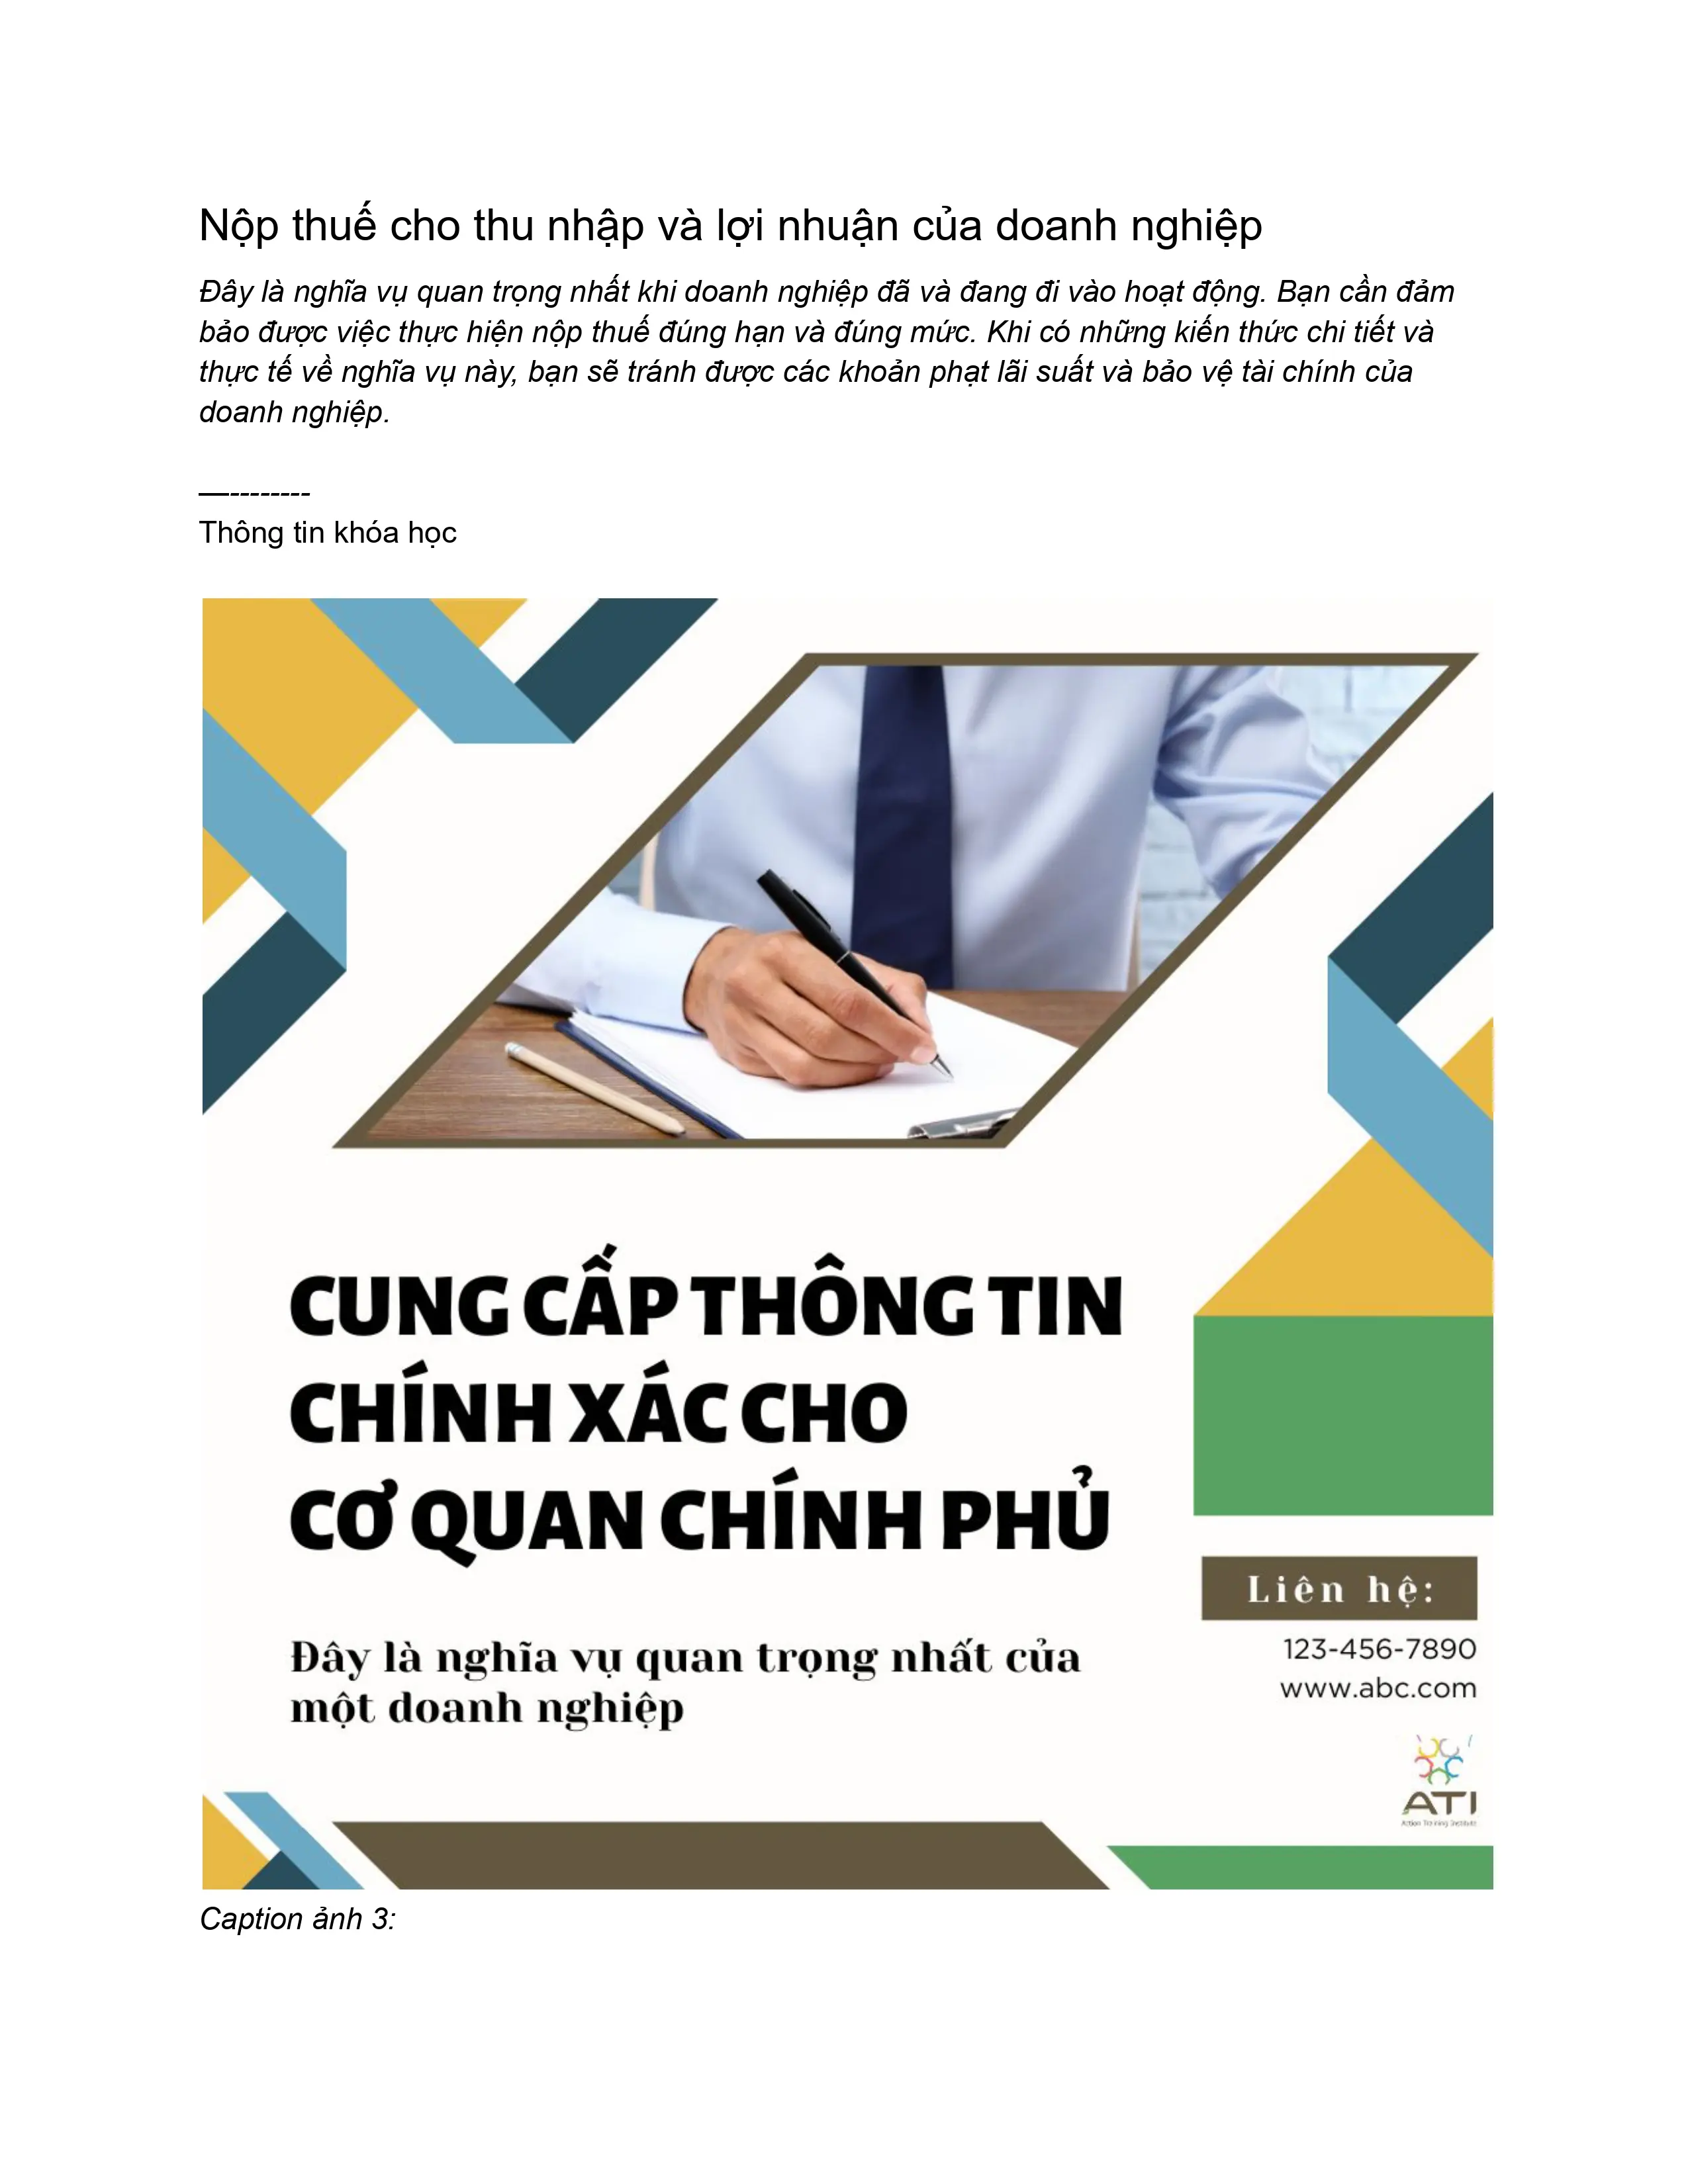 Nộp thuế cho thu nhập và lợi nhuận của doanh nghiệp
Đây là nghĩa vụ quan trọng nhất khi doanh nghiệp đã và đang đi vào hoạt động. Bạn cần đảm
bảo được việc thực hiện nộp thuế đúng hạn và đúng mức. Khi có những kiến thức chi tiết và
thực tế về nghĩa vụ này, bạn sẽ tránh được các khoản phạt lãi suất và bảo vệ tài chính của
doanh nghiệp.
—---------
Thông tin khóa học
CUNG CẤP THÔNG TIN
CHÍNH XÁC CHO
CƠ QUAN CHÍNH PHỦ
Đây là nghĩa vụ quan trọng nhất của
một doanh nghiệp
Liên hệ:
123-456-7890
www.abc.com
ATI
Action Training Institute
Caption ảnh 3: